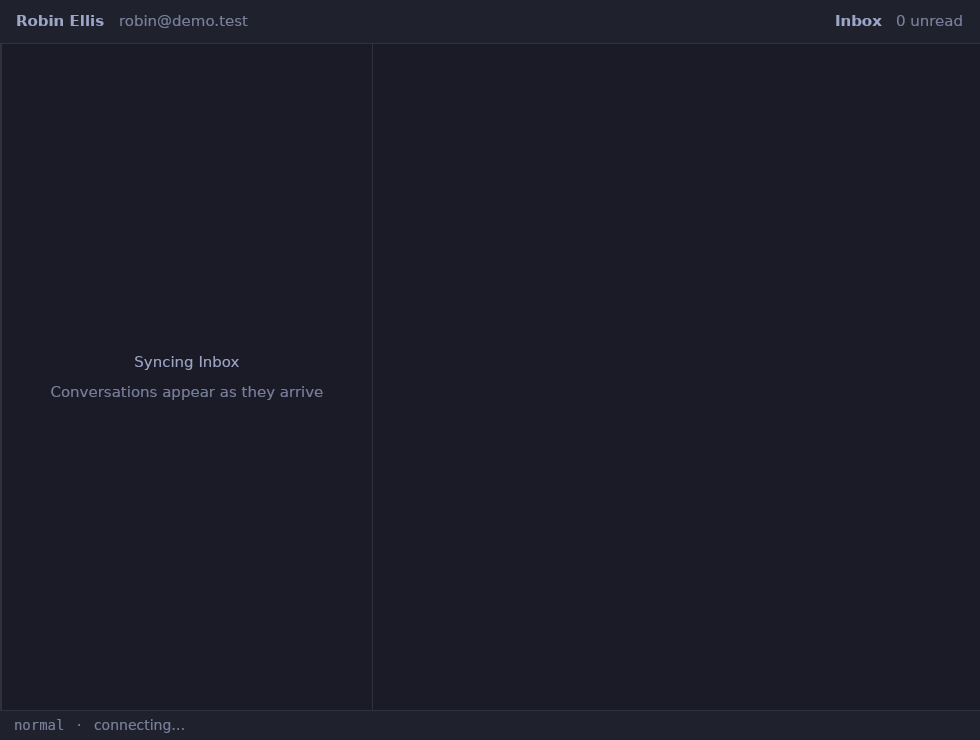 Robin Ellis robin@demo.test Inbox 0 unread
Syncing Inbox
Conversations appear as they arrive
normal · connecting…